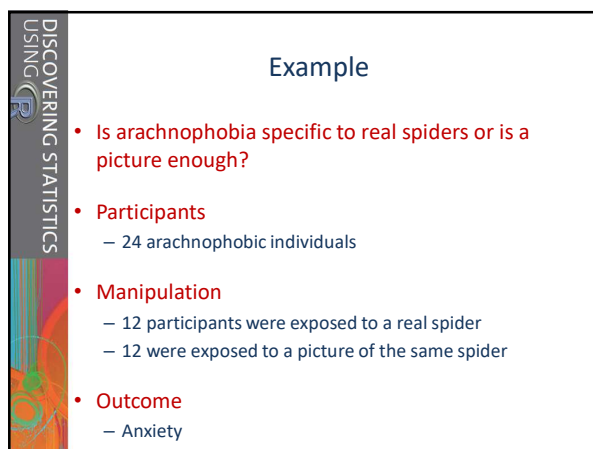 DISCOVERING STATISTICS
USING R
Example
• Is arachnophobia specific to real spiders or is a
picture enough?
• Participants
– 24 arachnophobic individuals
• Manipulation
– 12 participants were exposed to a real spider
– 12 were exposed to a picture of the same spider
• Outcome
– Anxiety